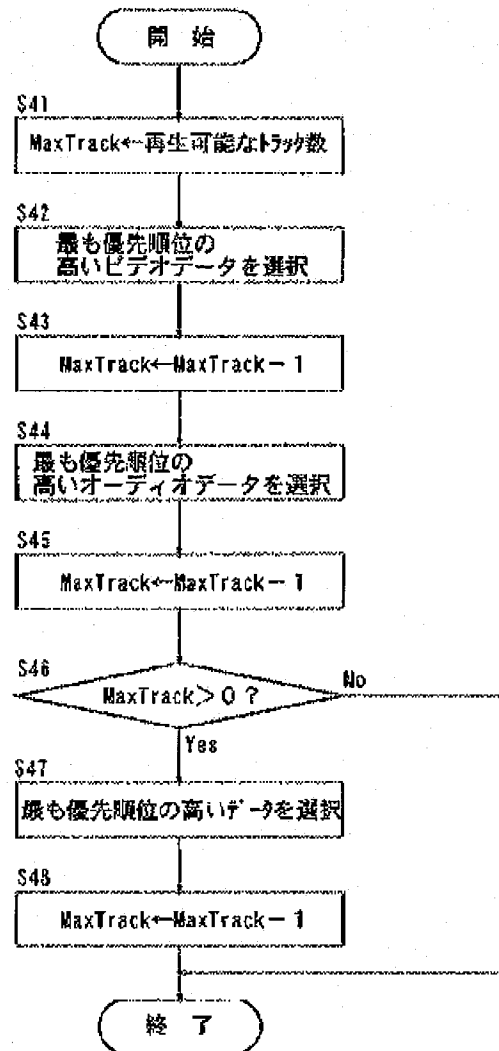 開 始
S41
MaxTrack←再生可能なトラック数
S42
最も優先順位の
高いビデオデータを選択
S43
MaxTrack←MaxTrack－1
S44
最も優先順位の
高いオーディオデータを選択
S45
MaxTrack←MaxTrack－1
S46
MaxTrack＞0？
No
Yes
S47
最も優先順位の高いデータを選択
S48
MaxTrack←MaxTrack－1
終 了